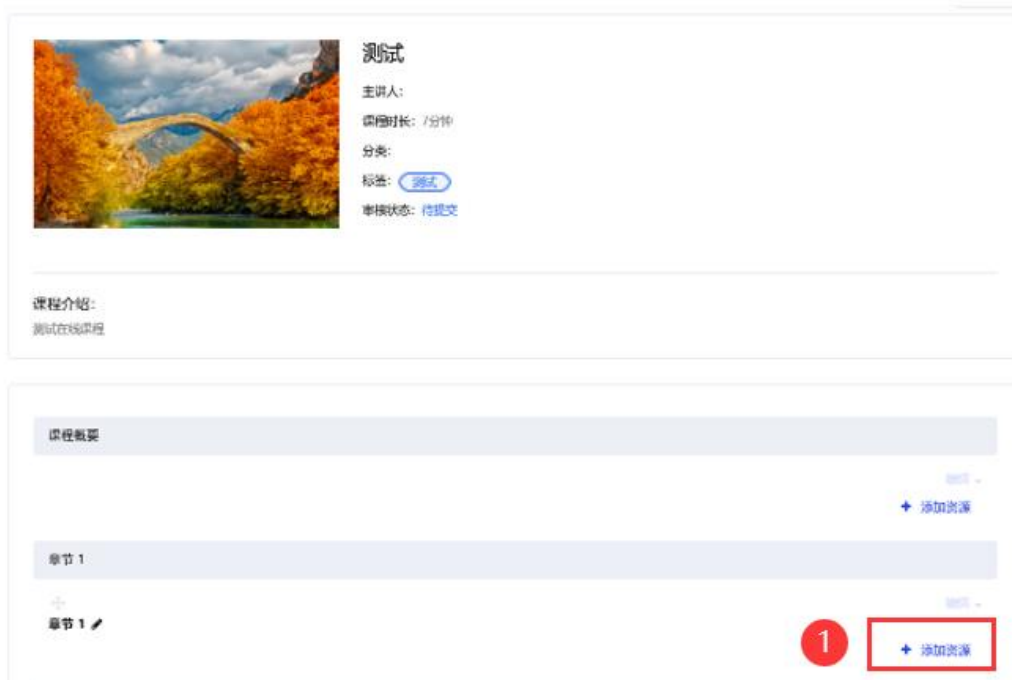 测试
主讲人：
课程时长： /分钟
分类：
标签： 测试
审核状态： 待提交
课程介绍：
测试在线课程
课程概要
+ 添加资源
章节 1
章节 1
1
+ 添加资源